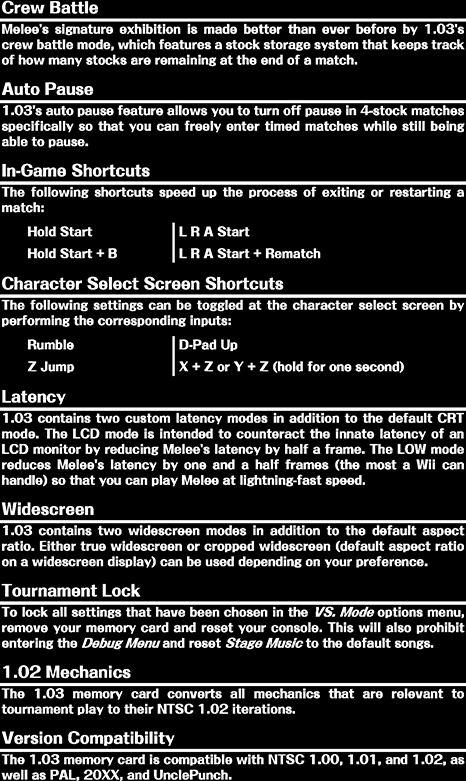 Crew Battle
Melee's signature exhibition is made better than ever before by 1.03's
crew battle mode, which features a stock storage system that keeps track
of how many stocks are remaining at the end of a match.
Auto Pause
1.03's auto pause feature allows you to turn off pause in 4-stock matches
specifically so that you can freely enter timed matches while still being
able to pause.
In-Game Shortcuts
The following shortcuts speed up the process of exiting or restarting a
match:
Hold Start L R A Start
Hold Start + B L R A Start + Rematch
Character Select Screen Shortcuts
The following settings can be toggled at the character select screen by
performing the corresponding inputs:
Rumble D-Pad Up
Z Jump X + Z or Y + Z (hold for one second)
Latency
1.03 contains two custom latency modes in addition to the default CRT
mode. The LCD mode is intended to counteract the innate latency of an
LCD monitor by reducing Melee's latency by half a frame. The LOW mode
reduces Melee's latency by one and a half frames (the most a Wii can
handle) so that you can play Melee at lightning-fast speed.
Widescreen
1.03 contains two widescreen modes in addition to the default aspect
ratio. Either true widescreen or cropped widescreen (default aspect ratio
on a widescreen display) can be used depending on your preference.
Tournament Lock
To lock all settings that have been chosen in the VS. Mode options menu,
remove your memory card and reset your console. This will also prohibit
entering the Debug Menu and reset Stage Music to the default songs.
1.02 Mechanics
The 1.03 memory card converts all mechanics that are relevant to
tournament play to their NTSC 1.02 iterations.
Version Compatibility
The 1.03 memory card is compatible with NTSC 1.00, 1.01, and 1.02, as
well as PAL, 20XX, and UnclePunch.